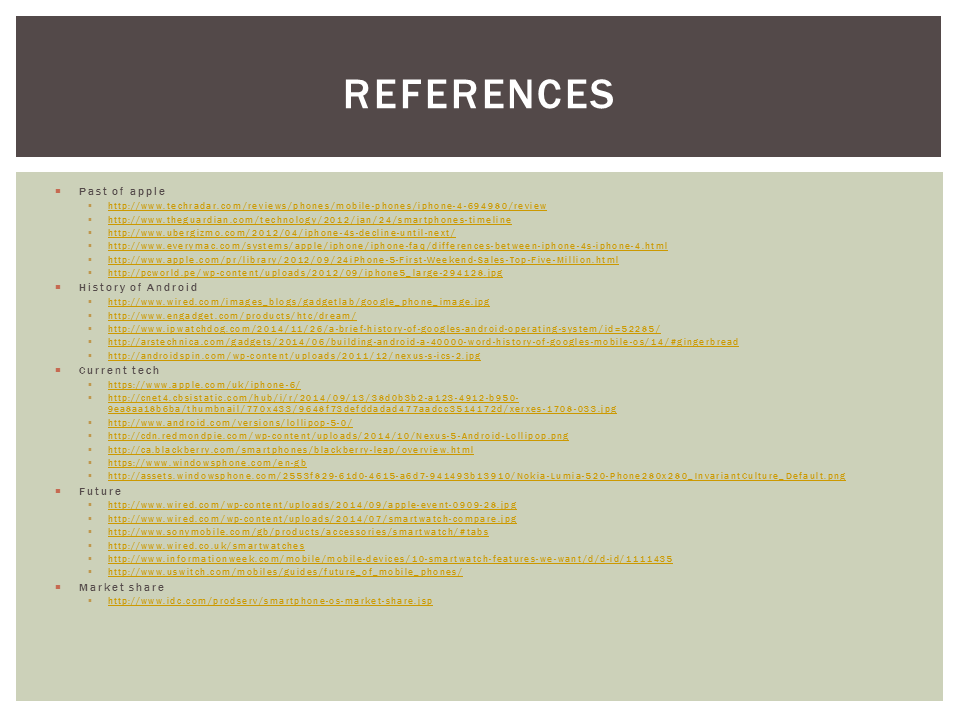 REFERENCES
Past of apple
http://www.techradar.com/reviews/phones/mobile-phones/iphone-4-694980/review
http://www.theguardian.com/technology/2012/jan/24/smartphones-timeline
http://www.ubergizmo.com/2012/04/iphone-4s-decline-until-next/
http://www.everymac.com/systems/apple/iphone/iphone-faq/differences-between-iphone-4s-iphone-4.html
http://www.apple.com/pr/library/2012/09/24iPhone-5-First-Weekend-Sales-Top-Five-Million.html
http://pcworld.pe/wp-content/uploads/2012/09/iphone5_large-294128.jpg
History of Android
http://www.wired.com/images_blogs/gadgetlab/google_phone_image.jpg
http://www.engadget.com/products/htc/dream/
http://www.ipwatchdog.com/2014/11/26/a-brief-history-of-googles-android-operating-system/id=52285/
http://arstechnica.com/gadgets/2014/06/building-android-a-40000-word-history-of-googles-mobile-os/14/#gingerbread
http://androidspin.com/wp-content/uploads/2011/12/nexus-s-ics-2.jpg
Current tech
https://www.apple.com/uk/iphone-6/
http://cnet4.cbsistatic.com/hub/i/r/2014/09/13/38d0b3b2-a123-4912-b950-
9ea8aa18b6ba/thumbnail/770x433/9648f73defddadad477aadcc3514172d/xerxes-1708-033.jpg
http://www.android.com/versions/lollipop-5-0/
http://cdn.redmondpie.com/wp-content/uploads/2014/10/Nexus-5-Android-Lollipop.png
http://ca.blackberry.com/smartphones/blackberry-leap/overview.html
https://www.windowsphone.com/en-gb
http://assets.windowsphone.com/2553f829-61d0-4615-a6d7-941493b13910/Nokia-Lumia-520-Phone280x280_InvariantCulture_Default.png
Future
http://www.wired.com/wp-content/uploads/2014/09/apple-event-0909-28.jpg
http://www.wired.com/wp-content/uploads/2014/07/smartwatch-compare.jpg
http://www.sonymobile.com/gb/products/accessories/smartwatch/#tabs
http://www.wired.co.uk/smartwatches
http://www.informationweek.com/mobile/mobile-devices/10-smartwatch-features-we-want/d/d-id/1111435
http://www.uswitch.com/mobiles/guides/future_of_mobile_phones/
Market share
http://www.idc.com/prodserv/smartphone-os-market-share.jsp